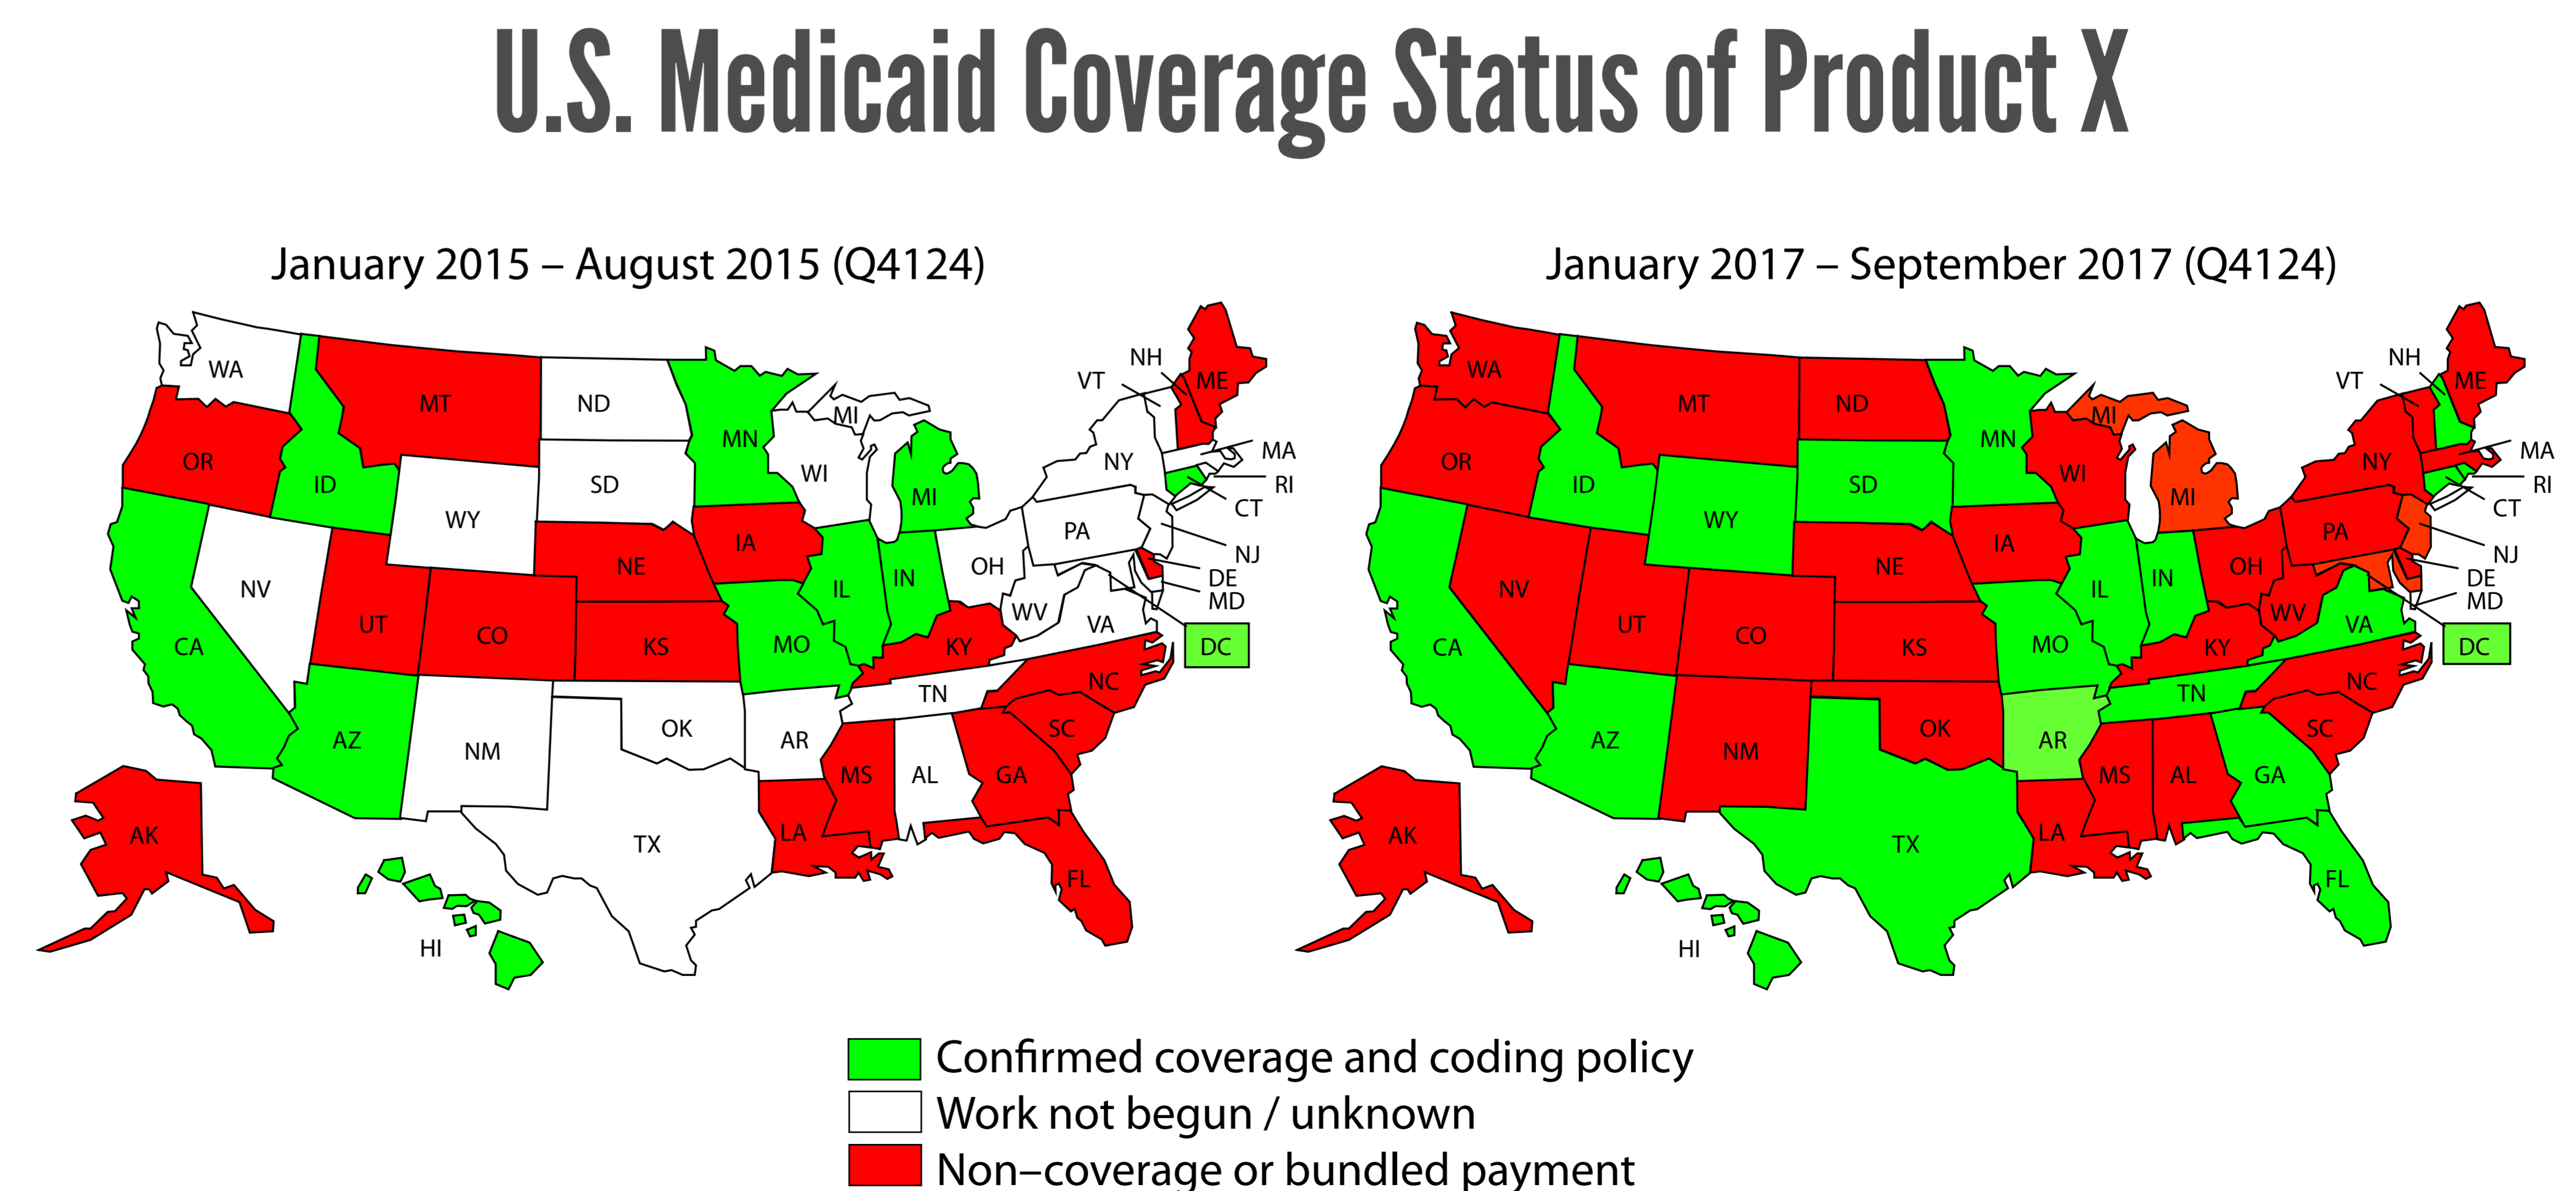 U.S. Medicaid Coverage Status of Product X
January 2015 – August 2015 (Q4124)
WA
MT
ND
MN
MI
VT
NH
ME
OR
ID
SD
WI
MI
NY
MA
RI
CT
WY
IA
PA
NJ
NV
NE
IL
IN
OH
DE
MD
UT
CO
KS
MO
KY
WV
VA
DC
CA
AZ
NM
OK
AR
TN
NC
SC
AK
TX
LA
MS
AL
GA
FL
HI
January 2017 – September 2017 (Q4124)
WA
MT
ND
MN
MI
VT
NH
ME
OR
ID
SD
WI
MI
NY
MA
RI
CT
WY
IA
PA
NJ
NV
NE
IL
IN
OH
DE
MD
UT
CO
KS
MO
KY
WV
VA
DC
CA
AZ
NM
OK
AR
TN
NC
SC
AK
TX
LA
MS
AL
GA
FL
HI
Confirmed coverage and coding policy
Work not begun / unknown
Non–coverage or bundled payment